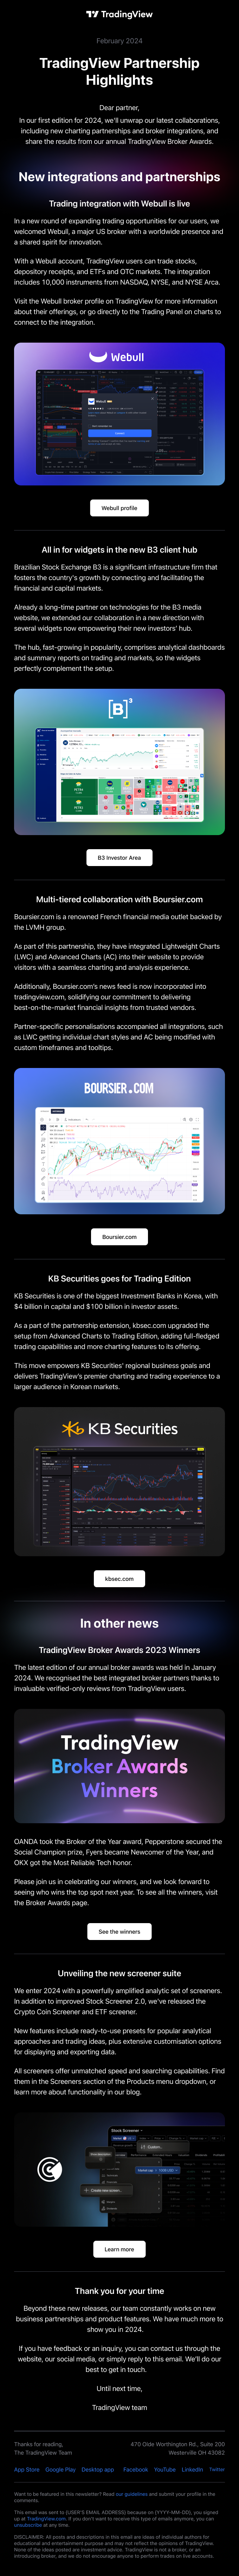 TradingView
February 2024
TradingView Partnership
Highlights
Dear partner,
In our first edition for 2024, we'll unwrap our latest collaborations,
including new charting partnerships and broker integrations, and
share the results from our annual TradingView Broker Awards.
New integrations and partnerships
Trading integration with Webull is live
In a new round of expanding trading opportunities for our users, we
welcomed Webull, a major US broker with a worldwide presence and
a shared spirit for innovation.
With a Webull account, TradingView users can trade stocks,
depository receipts, and ETFs and OTC markets. The integration
includes 10,000 instruments from NASDAQ, NYSE, and NYSE Arca.
Visit the Webull broker profile on TradingView for more information
about their offerings, or go directly to the Trading Panel on charts to
connect to the integration.
Webull
Webull profile
All in for widgets in the new B3 client hub
Brazilian Stock Exchange B3 is a significant infrastructure firm that
fosters the country's growth by connecting and facilitating the
financial and capital markets.
Already a long-time partner on technologies for the B3 media
website, we extended our collaboration in a new direction with
several widgets now empowering their new investors' hub.
The hub, fast-growing in popularity, comprises analytical dashboards
and summary reports on trading and markets, so the widgets
perfectly complement the setup.
[B]3
B3 Investor Area
Multi-tiered collaboration with Boursier.com
Boursier.com is a renowned French financial media outlet backed by
the LVMH group.
As part of this partnership, they have integrated Lightweight Charts
(LWC) and Advanced Charts (AC) into their website to provide
visitors with a seamless charting and analysis experience.
Additionally, Boursier.com's news feed is now incorporated into
tradingview.com, solidifying our commitment to delivering
best-on-the-market financial insights from trusted vendors.
Partner-specific personalisations accompanied all integrations, such
as LWC getting individual chart styles and AC being modified with
custom timeframes and tooltips.
BOURSIER.COM
Boursier.com
KB Securities goes for Trading Edition
KB Securities is one of the biggest Investment Banks in Korea, with
$4 billion in capital and $100 billion in investor assets.
As a part of the partnership extension, kbsec.com upgraded the
setup from Advanced Charts to Trading Edition, adding full-fledged
trading capabilities and more charting features to its offering.
This move empowers KB Securities' regional business goals and
delivers TradingView's premier charting and trading experience to a
larger audience in Korean markets.
KB Securities
kbsec.com
In other news
TradingView Broker Awards 2023 Winners
The latest edition of our annual broker awards was held in January
2024. We recognised the best integrated broker partners thanks to
invaluable verified-only reviews from TradingView users.
TradingView
Broker Awards
Winners
OANDA took the Broker of the Year award, Pepperstone secured the
Social Champion prize, Fyers became Newcomer of the Year, and
OKX got the Most Reliable Tech honor.
Please join us in celebrating our winners, and we look forward to
seeing who wins the top spot next year. To see all the winners, visit
the Broker Awards page.
See the winners
Unveiling the new screener suite
We enter 2024 with a powerfully amplified analytic set of screeners.
In addition to improved Stock Screener 2.0, we've released the
Crypto Coin Screener and ETF screener.
New features include ready-to-use presets for popular analytical
approaches and trading ideas, plus extensive customisation options
for displaying and exporting data.
All screeners offer unmatched speed and searching capabilities. Find
them in the Screeners section of the Products menu dropdown, or
learn more about functionality in our blog.
Stock Screener
Learn more
Thank you for your time
Beyond these new releases, our team constantly works on new
business partnerships and product features. We have much more to
show you in 2024.
If you have feedback or an inquiry, you can contact us through the
website, our social media, or simply reply to this email. We'll do our
best to get in touch.
Until next time,
TradingView team
Thanks for reading,
The TradingView Team
470 Olde Worthington Rd., Suite 200
Westerville OH 43082
App Store Google Play Desktop app Facebook YouTube LinkedIn Twitter
Want to be featured in this newsletter? Read our guidelines and submit your profile in the
comments.
This email was sent to {USER'S EMAIL ADDRESS} because on {YYYY-MM-DD}, you signed
up at TradingView.com. If you don't want to receive this type of emails anymore, you can
unsubscribe at any time.
DISCLAIMER: All posts and descriptions in this email are ideas of individual authors for
educational and entertainment purpose and may not reflect the opinions of TradingView.
None of the ideas posted are investment advice. TradingView is not a broker, or an
introducing broker, and we do not encourage anyone to perform trades on live accounts.